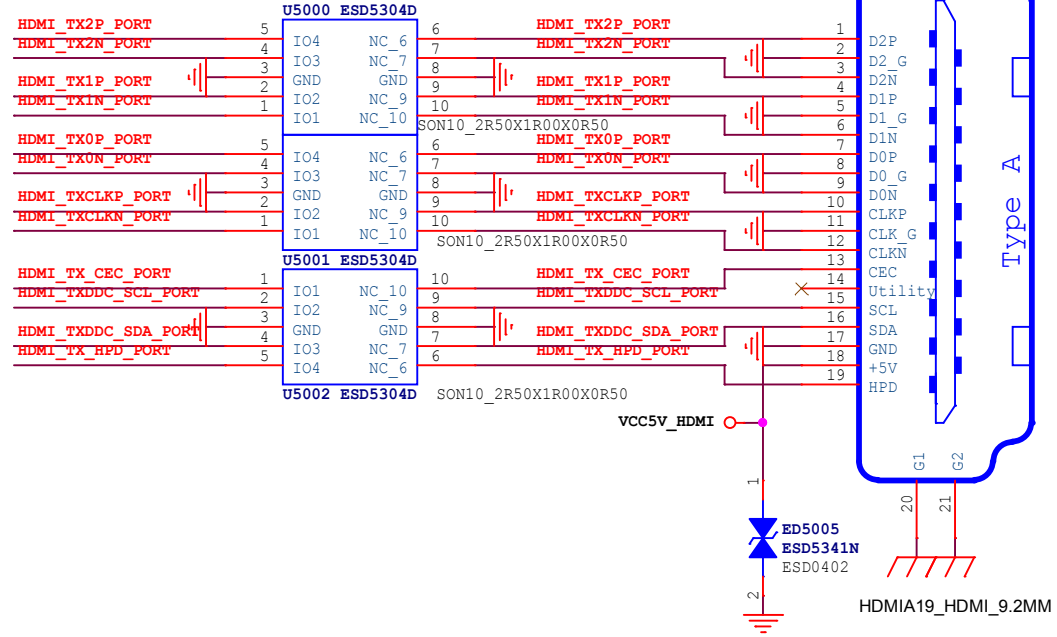 U5000 ESD5304D
HDMI_TX2P_PORT 5 IO4 NC_6 6 HDMI_TX2P_PORT 1 D2P
HDMI_TX2N_PORT 4 IO3 NC_7 7 HDMI_TX2N_PORT 2 D2_G
3 GND GND 8 3 D2N
HDMI_TX1P_PORT 2 IO2 NC_9 9 HDMI_TX1P_PORT 4 D1P
HDMI_TX1N_PORT 1 IO1 NC_10 10 HDMI_TX1N_PORT 5 D1_G
SON10_2R50X1R00X0R50 6 D1N
HDMI_TX0P_PORT 5 IO4 NC_6 6 HDMI_TX0P_PORT 7 D0P
HDMI_TX0N_PORT 4 IO3 NC_7 7 HDMI_TX0N_PORT 8 D0_G
3 GND GND 8 9 D0N
HDMI_TXCLKP_PORT 2 IO2 NC_9 9 HDMI_TXCLKP_PORT 10 CLKP
HDMI_TXCLKN_PORT 1 IO1 NC_10 10 HDMI_TXCLKN_PORT 11 CLK_G
SON10_2R50X1R00X0R50 12 CLKN
U5001 ESD5304D
HDMI_TX_CEC_PORT 1 IO1 NC_10 10 HDMI_TX_CEC_PORT 13 CEC
HDMI_TXDDC_SCL_PORT 2 IO2 NC_9 9 HDMI_TXDDC_SCL_PORT 14 Utility
3 GND GND 8 15 SCL
HDMI_TXDDC_SDA_PORT 4 IO3 NC_7 7 HDMI_TXDDC_SDA_PORT 16 SDA
HDMI_TX_HPD_PORT 5 IO4 NC_6 6 HDMI_TX_HPD_PORT 17 GND
18 +5V
19 HPD
U5002 ESD5304D SON10_2R50X1R00X0R50
Type A
VCC5V_HDMI
G1 G2
1
20 21
ED5005
ESD5341N
ESD0402
2
HDMIA19_HDMI_9.2MM